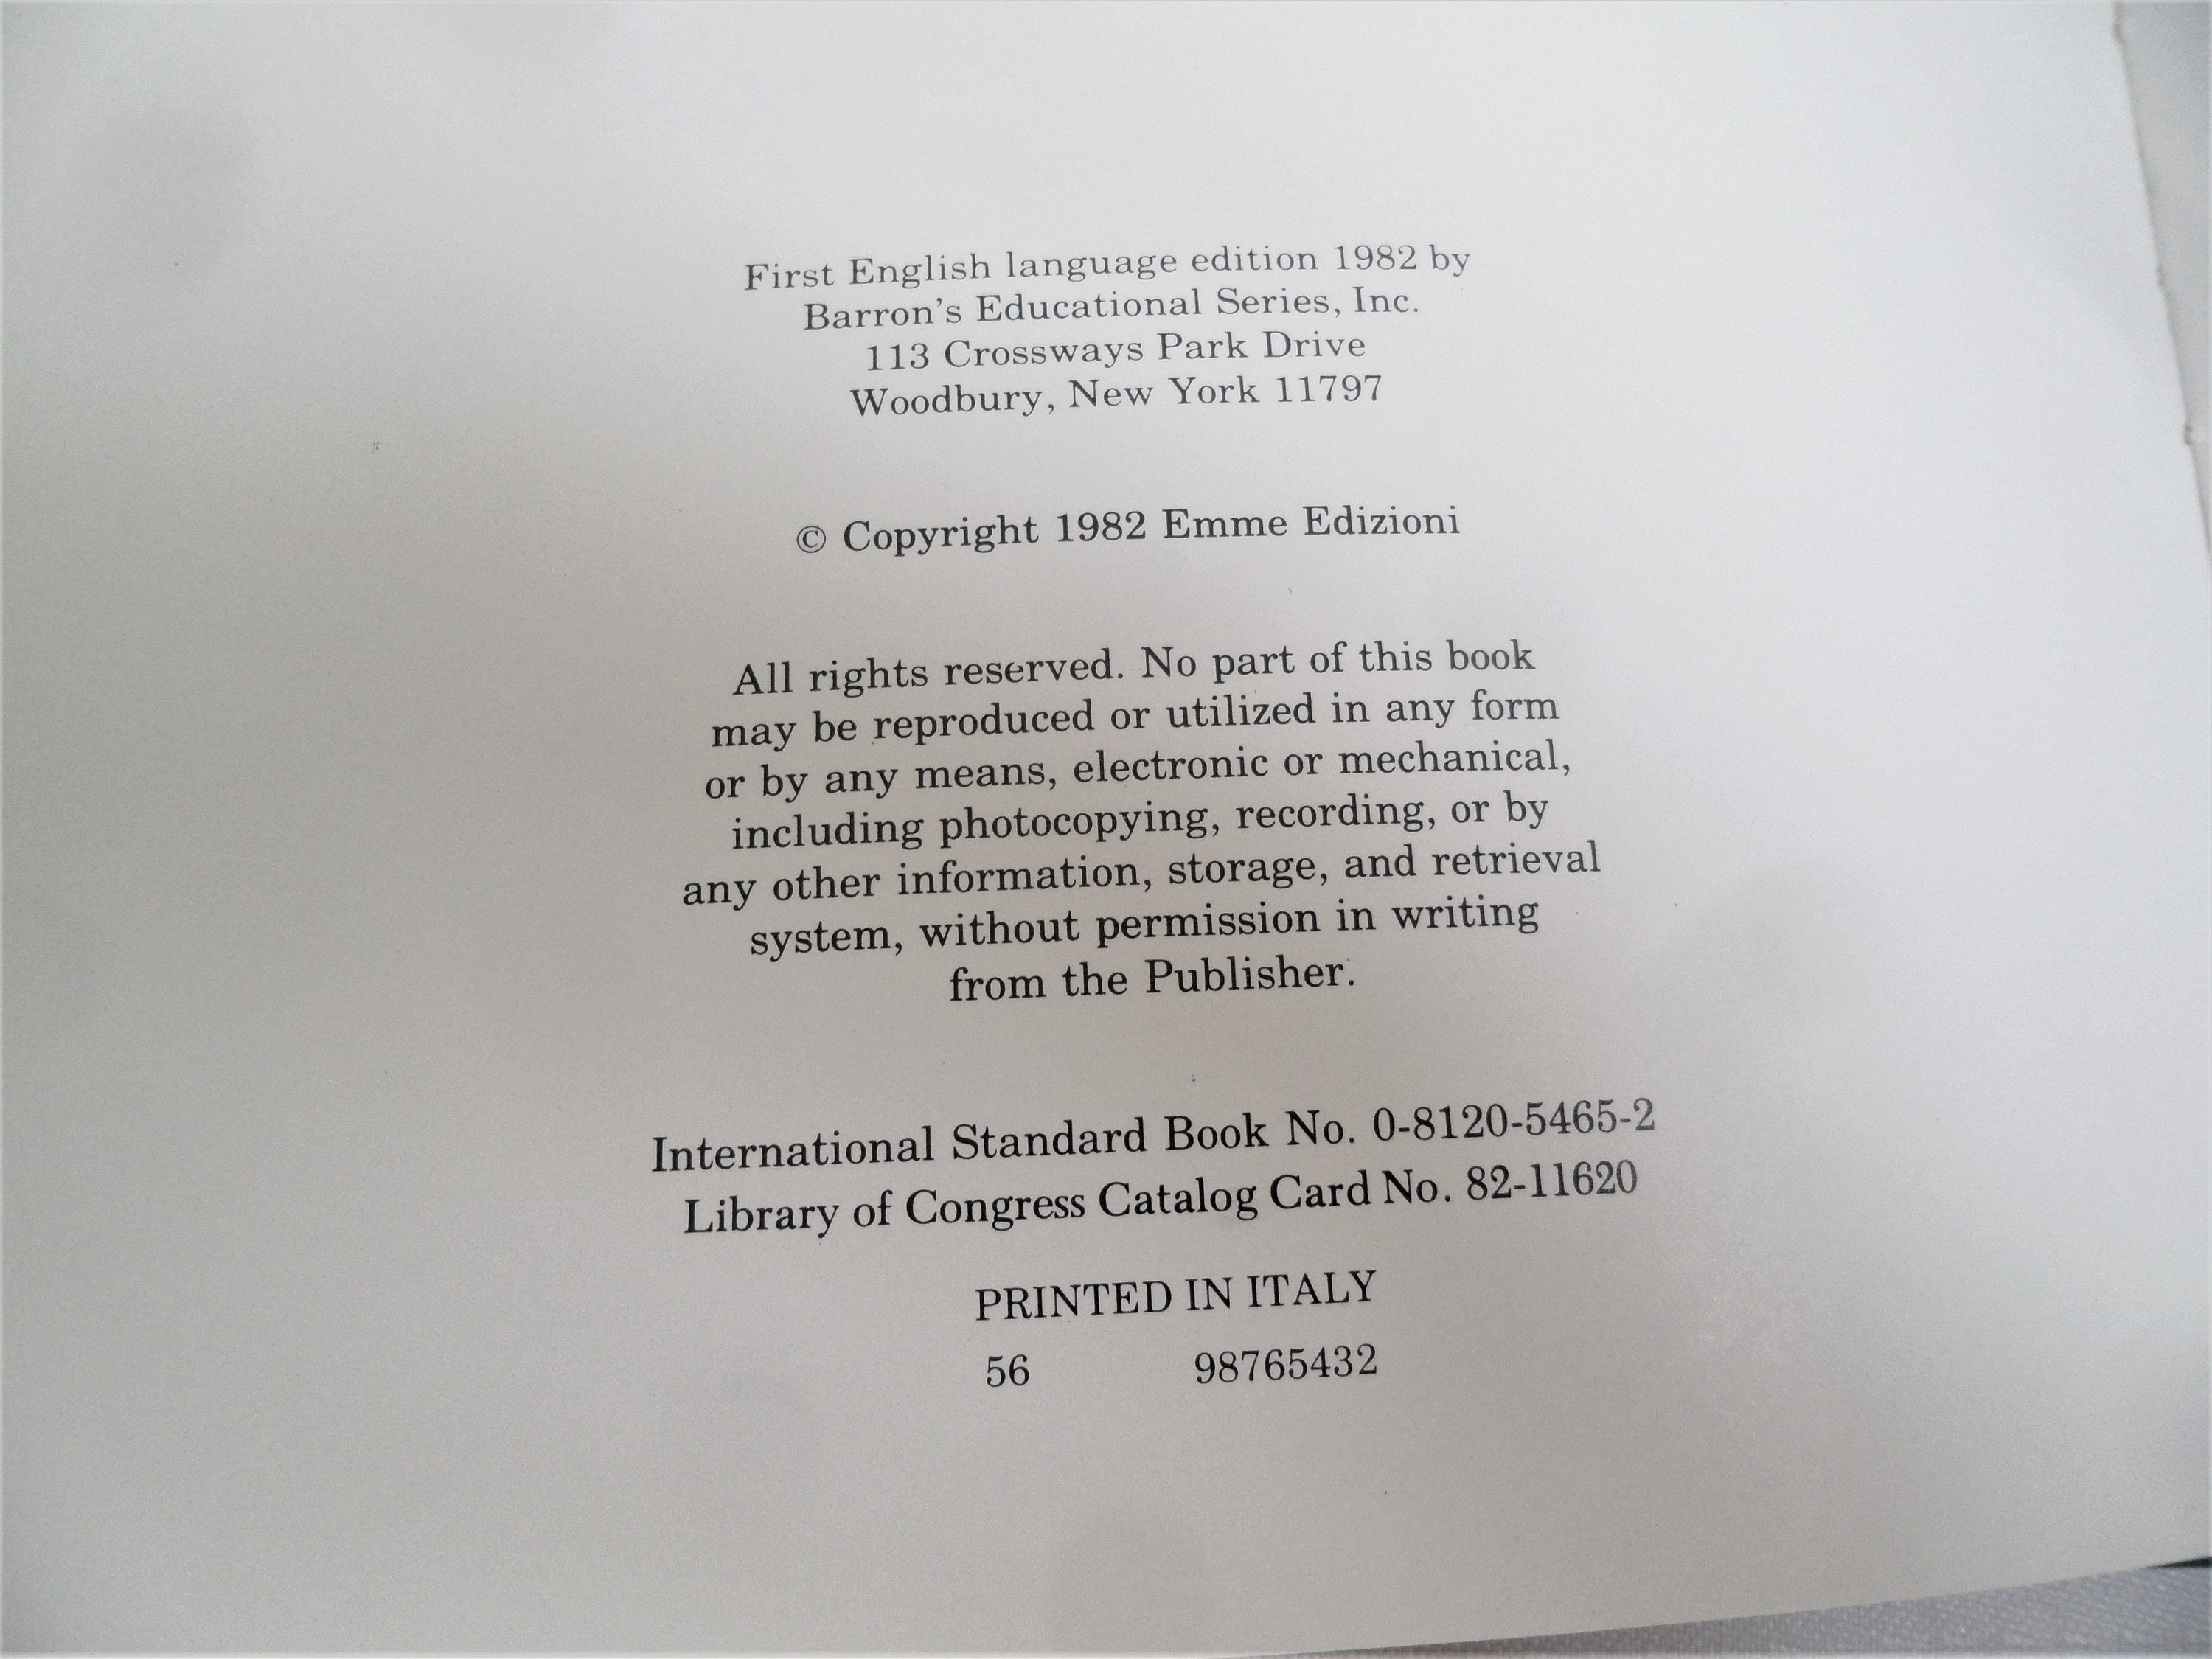 First English language edition 1982 by
Barron's Educational Series, Inc.
113 Crossways Park Drive
Woodbury, New York 11797
© Copyright 1982 Emme Edizioni
All rights reserved. No part of this book
may be reproduced or utilized in any form
or by any means, electronic or mechanical,
including photocopying, recording, or by
any other information, storage, and retrieval
system, without permission in writing
from the Publisher.
International Standard Book No. 0-8120-5465-2
Library of Congress Catalog Card No. 82-11620
PRINTED IN ITALY
56 98765432